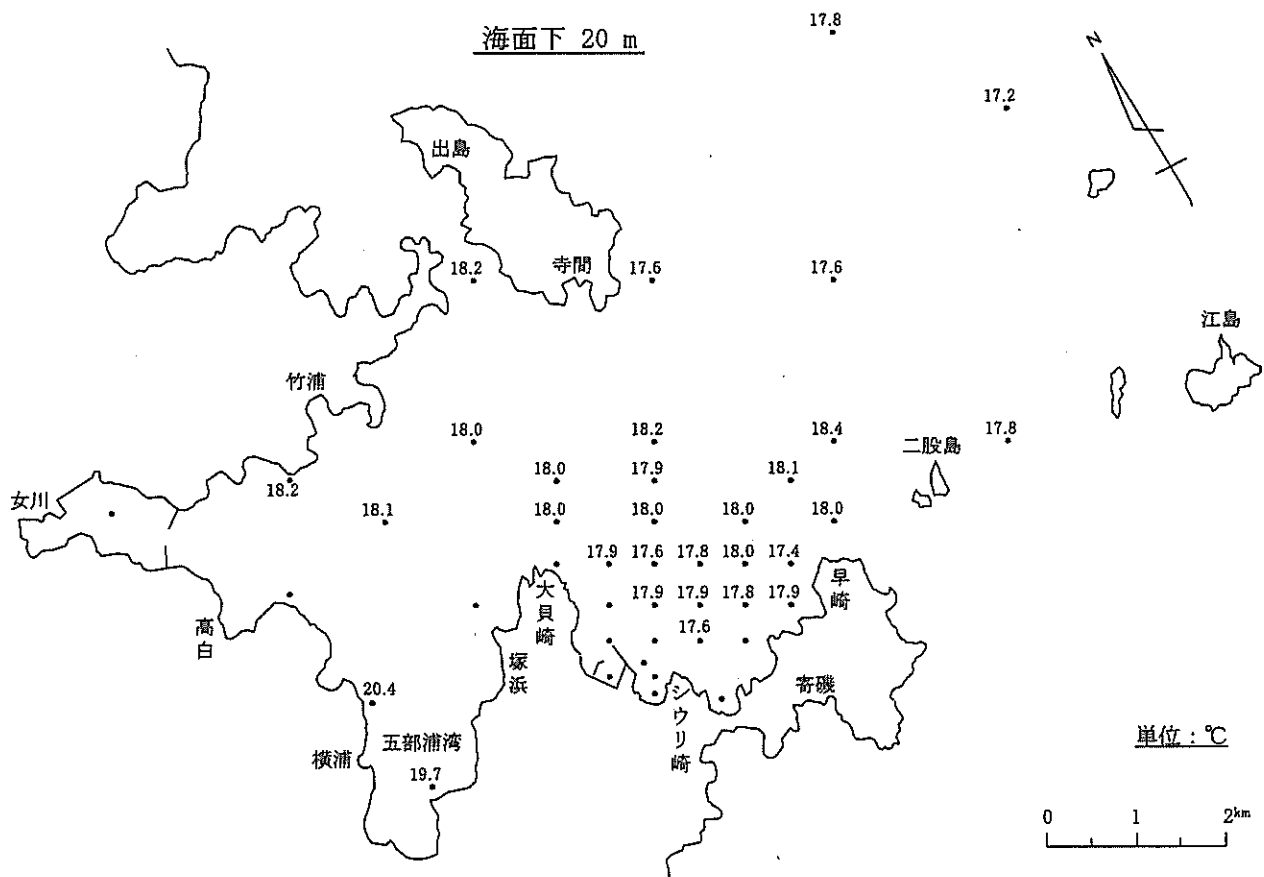 海面下 20 m
17.8
N
17.2
出島
寺間
18.2
17.6
17.6
江島
竹浦
18.0
18.2
18.4
17.8
二股島
18.0
17.9
18.1
18.2
女川
18.1
18.0
18.0
18.0
18.0
17.9
17.6
17.8
18.0
17.4
大貝崎
早崎
17.9
17.9
17.8
17.9
高白
17.6
塚浜
シウリ崎
寄磯
20.4
五部浦湾
横浦
19.7
単位：℃
0 1 2km